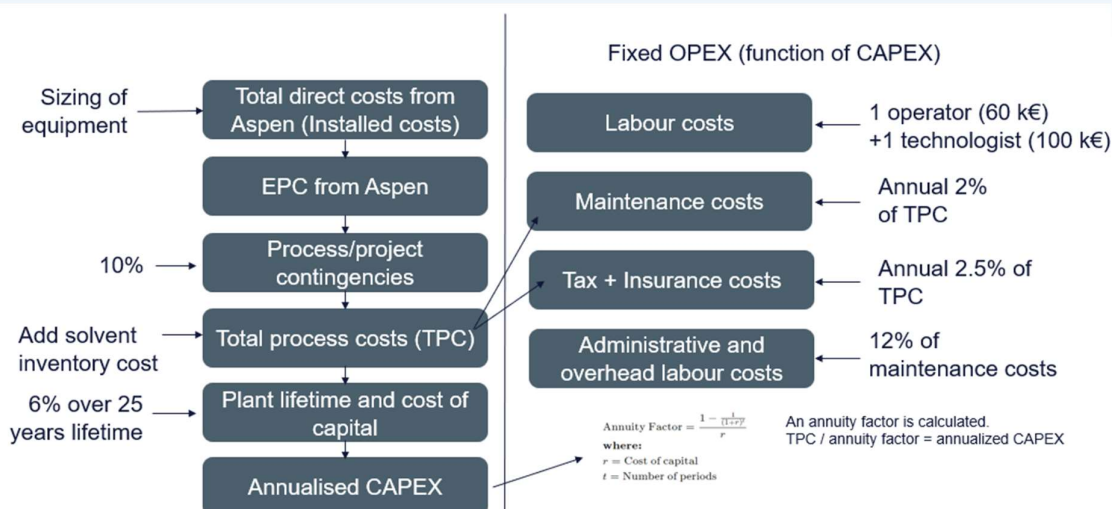 Sizing of
equipment
Total direct costs from
Aspen (Installed costs)
EPC from Aspen
10%
Process/project
contingencies
Add solvent
inventory cost
Total process costs (TPC)
6% over 25
years lifetime
Plant lifetime and cost of
capital
Annualised CAPEX
Fixed OPEX (function of CAPEX)
Labour costs
1 operator (60 k€)
+1 technologist (100 k€)
Maintenance costs
Annual 2%
of TPC
Tax + Insurance costs
Annual 2.5% of
TPC
Administrative and
overhead labour costs
12% of
maintenance costs
Annuity Factor = (1 - 1/(1+r)^t) / r
where:
r = Cost of capital
t = Number of periods
An annuity factor is calculated.
TPC / annuity factor = annualized CAPEX